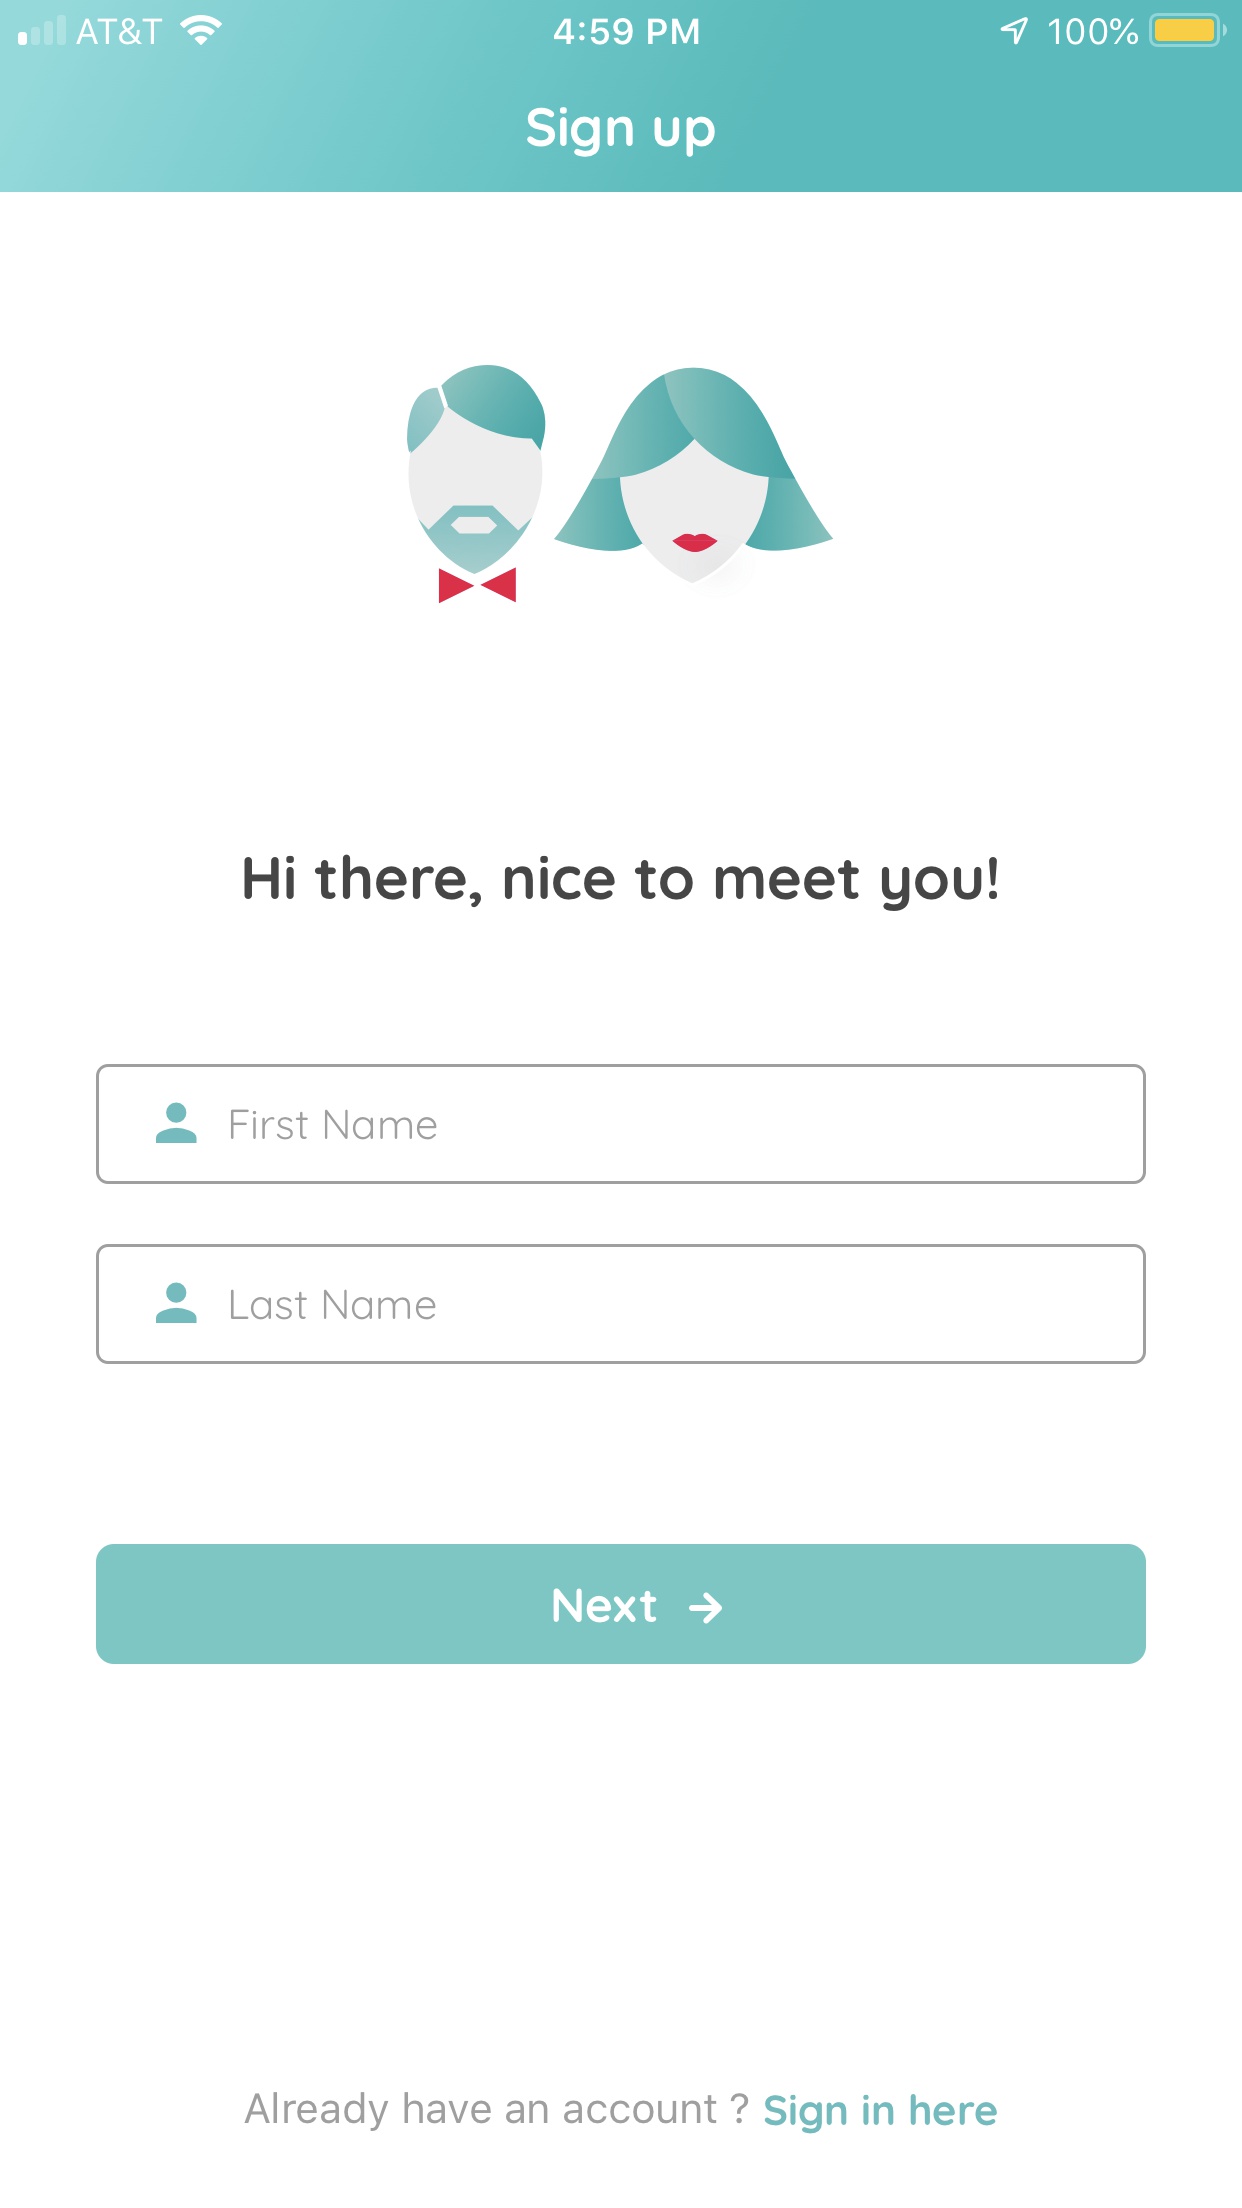 AT&T 4:59 PM 100%
Sign up
Hi there, nice to meet you!
First Name
Last Name
Next →
Already have an account ? Sign in here